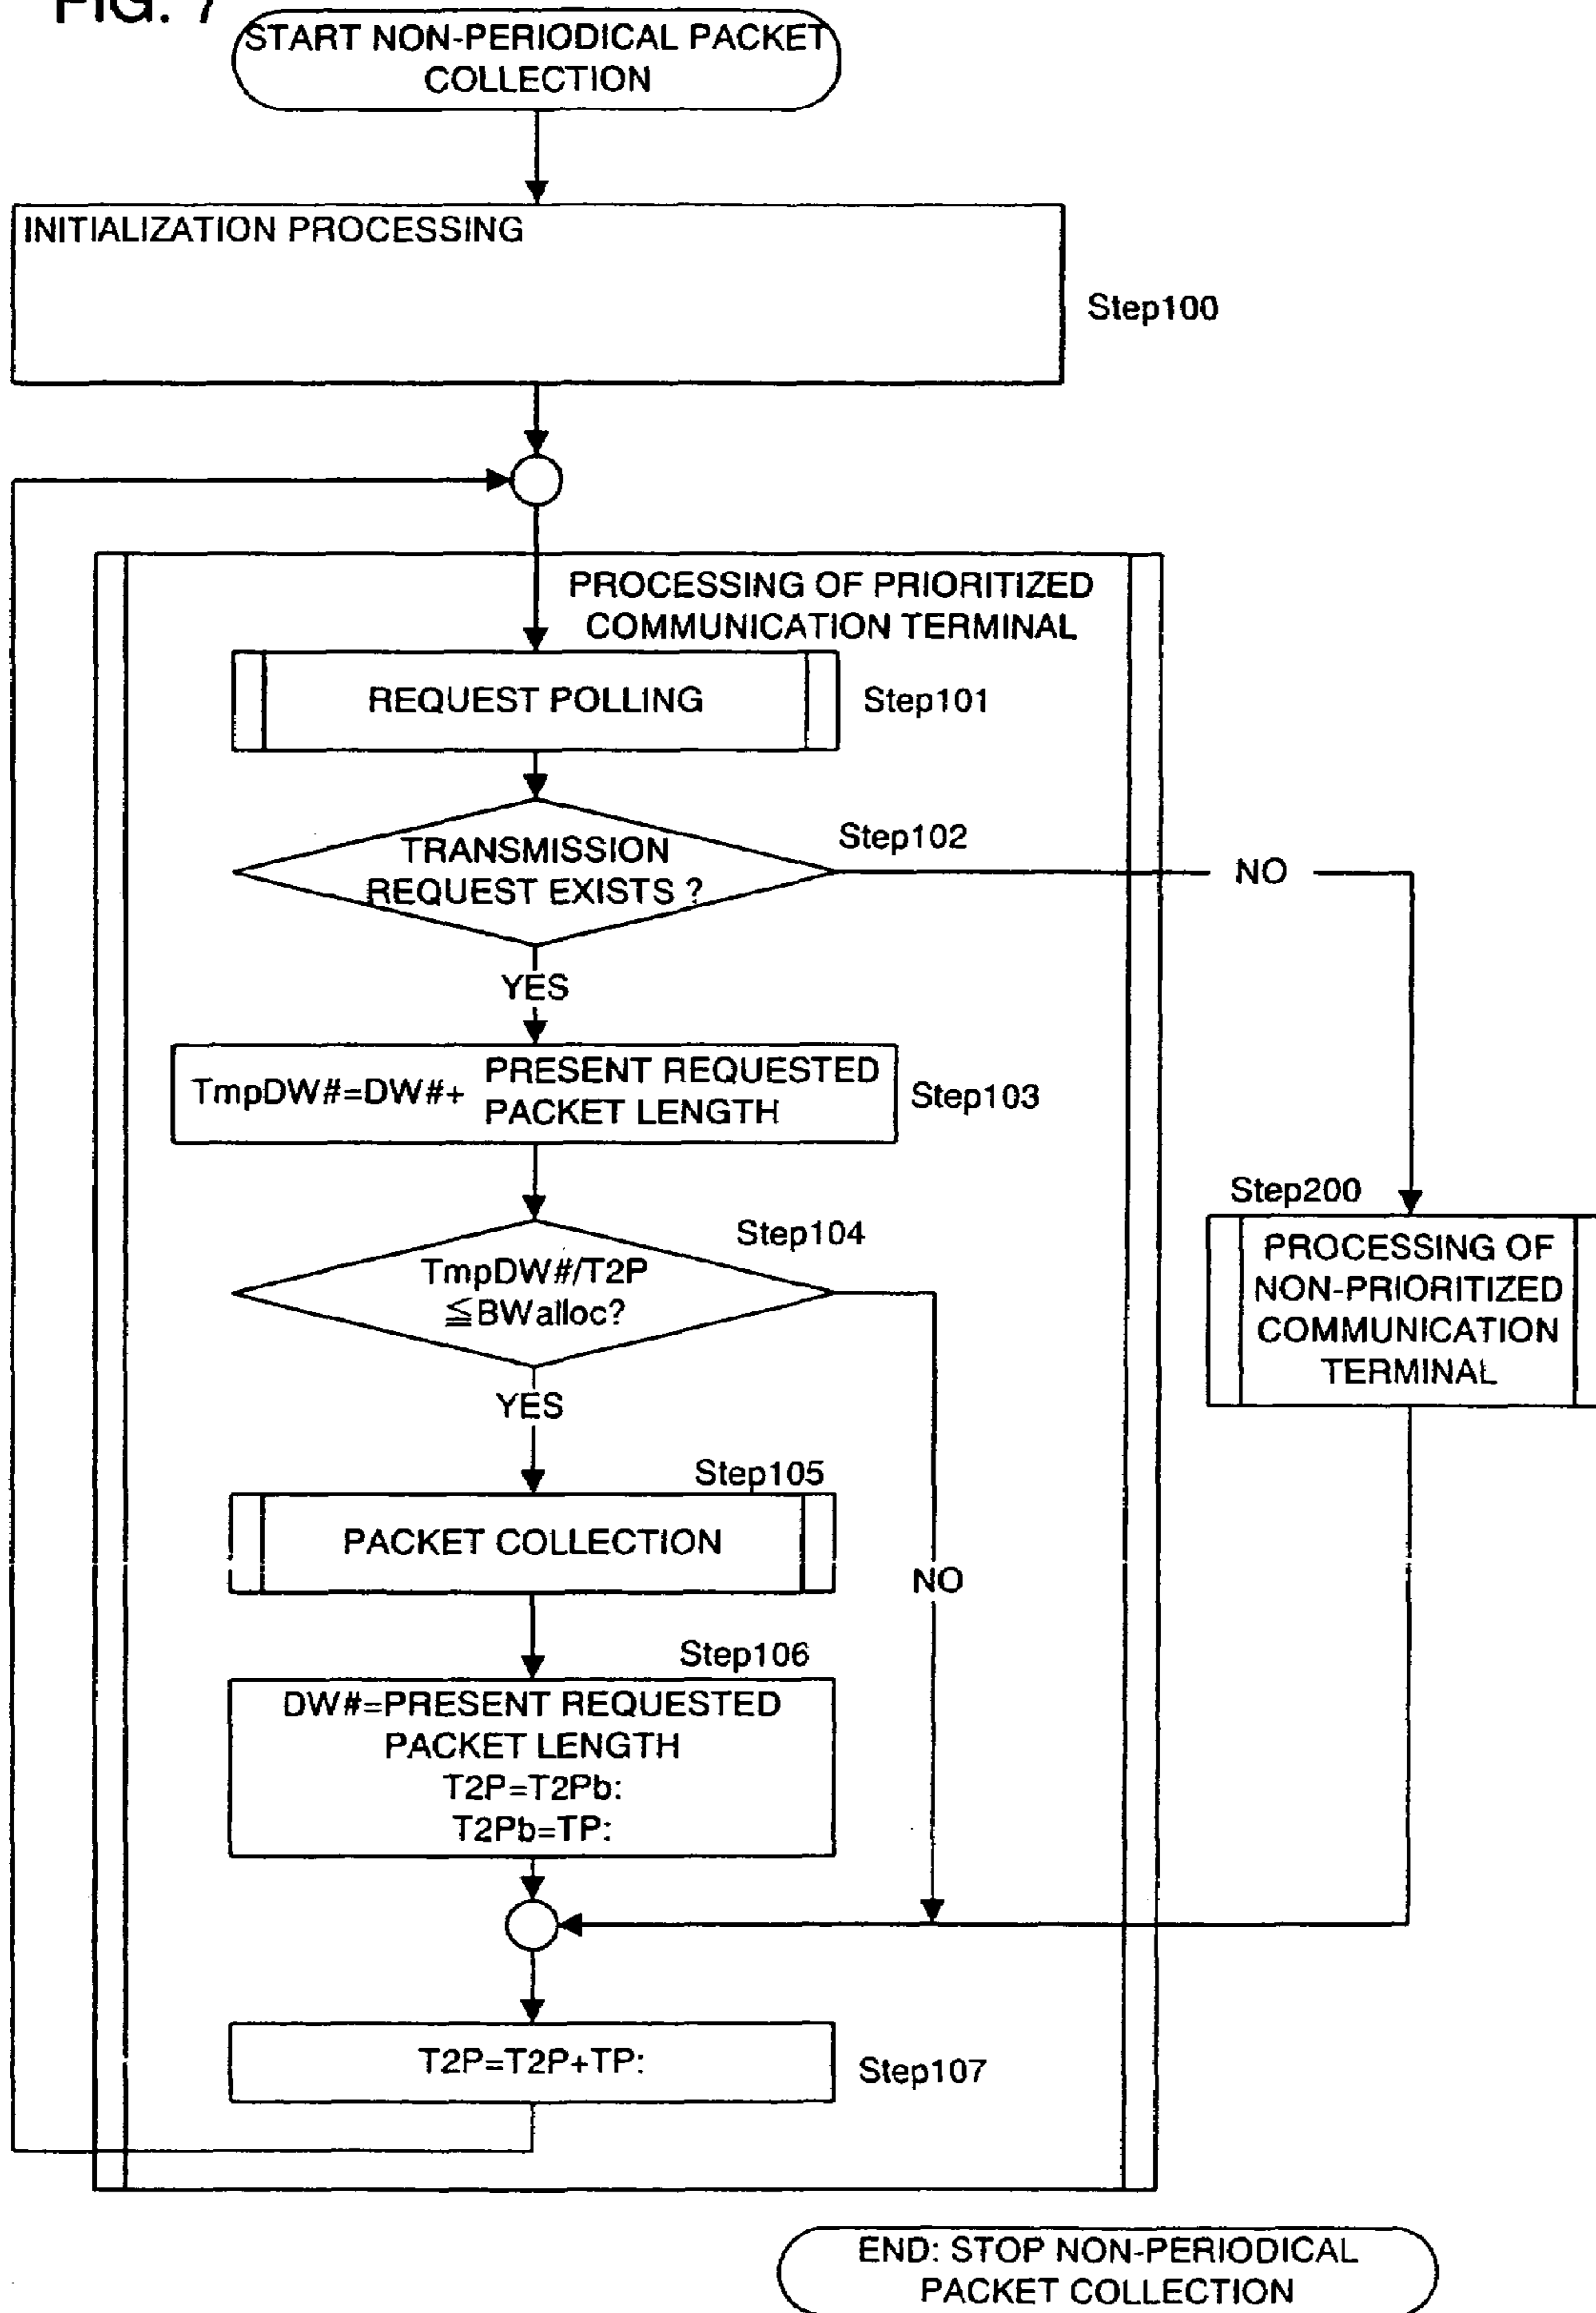 FIG. 7
START NON-PERIODICAL PACKET
COLLECTION
INITIALIZATION PROCESSING
Step100
PROCESSING OF PRIORITIZED
COMMUNICATION TERMINAL
REQUEST POLLING
Step101
TRANSMISSION
REQUEST EXISTS ?
Step102
NO
YES
TmpDW#=DW#+ PRESENT REQUESTED
PACKET LENGTH
Step103
Step104
TmpDW#/T2P
≦BWalloc?
YES
NO
Step200
PROCESSING OF
NON-PRIORITIZED
COMMUNICATION
TERMINAL
Step105
PACKET COLLECTION
Step106
DW#=PRESENT REQUESTED
PACKET LENGTH
T2P=T2Pb:
T2Pb=TP:
T2P=T2P+TP:
Step107
END: STOP NON-PERIODICAL
PACKET COLLECTION